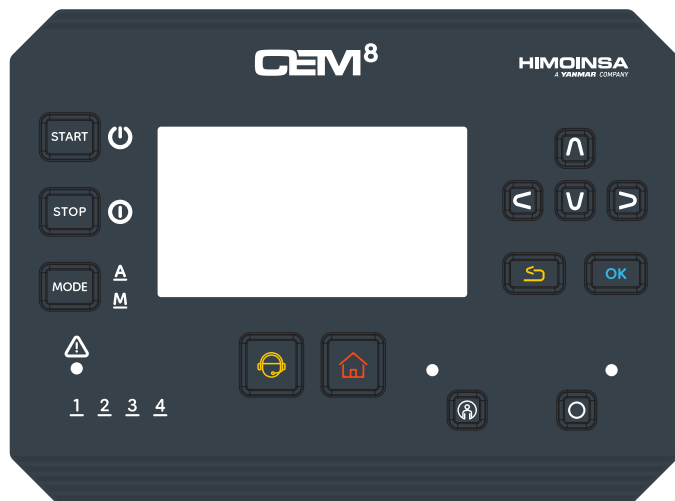 CEM8
HIMOINSA
A YANMAR COMPANY
START
STOP
MODE
A
M
OK
1 2 3 4